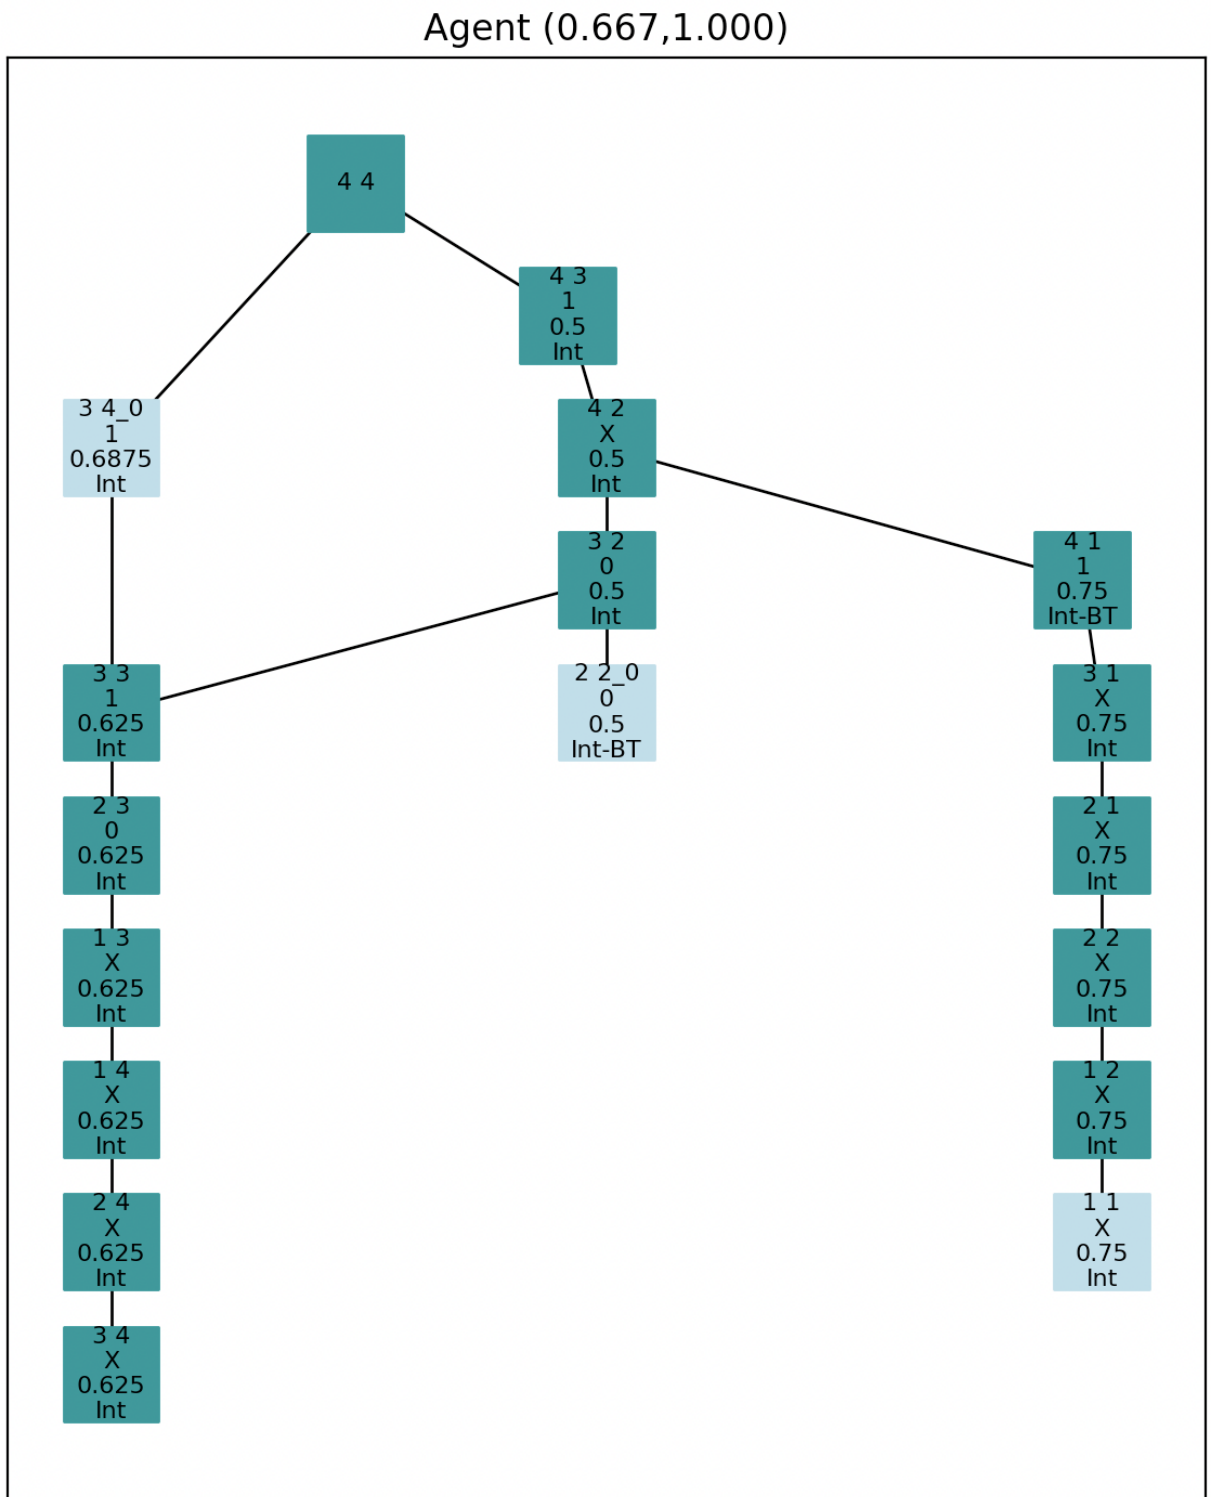 Agent (0.667,1.000)
4 4
4 3
1
0.5
Int
3 4_0
1
0.6875
Int
4 2
X
0.5
Int
3 2
0
0.5
Int
4 1
1
0.75
Int-BT
3 3
1
0.625
Int
2 2_0
0
0.5
Int-BT
3 1
X
0.75
Int
2 3
0
0.625
Int
2 1
X
0.75
Int
1 3
X
0.625
Int
2 2
X
0.75
Int
1 4
X
0.625
Int
1 2
X
0.75
Int
2 4
X
0.625
Int
1 1
X
0.75
Int
3 4
X
0.625
Int